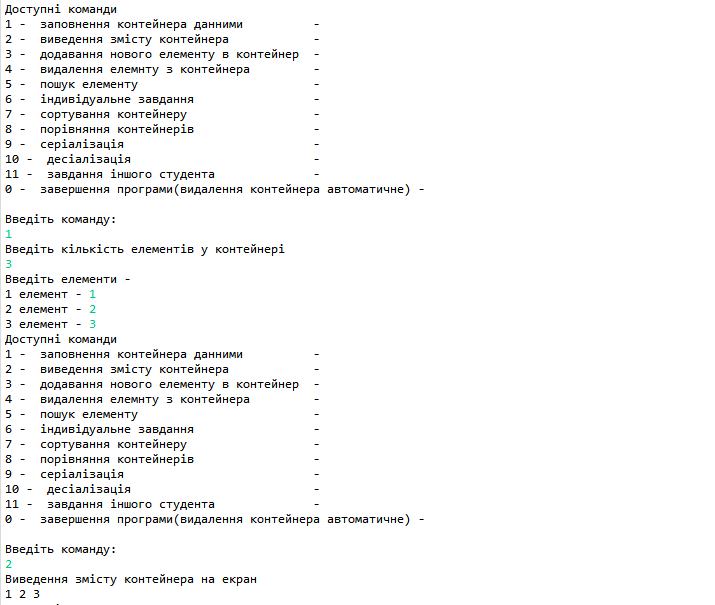 Доступні команди
1 -  заповнення контейнера данними          -
2 -  виведення змісту контейнера            -
3 -  додавання нового елементу в контейнер  -
4 -  видалення елемнту з контейнера         -
5 -  пошук елементу                         -
6 -  індивідуальне завдання                 -
7 -  сортування контейнеру                  -
8 -  порівняння контейнерів                 -
9 -  серіалізація                           -
10 -  десіалізація                          -
11 -  завдання іншого студента              -
0 -  завершення програми(видалення контейнера автоматичне) -
Введіть команду:
1
Введіть кількість елементів у контейнері
3
Введіть елементи -
1 елемент - 1
2 елемент - 2
3 елемент - 3
Доступні команди
1 -  заповнення контейнера данними          -
2 -  виведення змісту контейнера            -
3 -  додавання нового елементу в контейнер  -
4 -  видалення елемнту з контейнера         -
5 -  пошук елементу                         -
6 -  індивідуальне завдання                 -
7 -  сортування контейнеру                  -
8 -  порівняння контейнерів                 -
9 -  серіалізація                           -
10 -  десіалізація                          -
11 -  завдання іншого студента              -
0 -  завершення програми(видалення контейнера автоматичне) -
Введіть команду:
2
Виведення змісту контейнера на екран
1 2 3